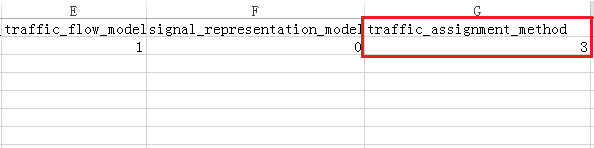 E F G
traffic_flow_model signal_representation_model traffic_assignment_method
1 0 3